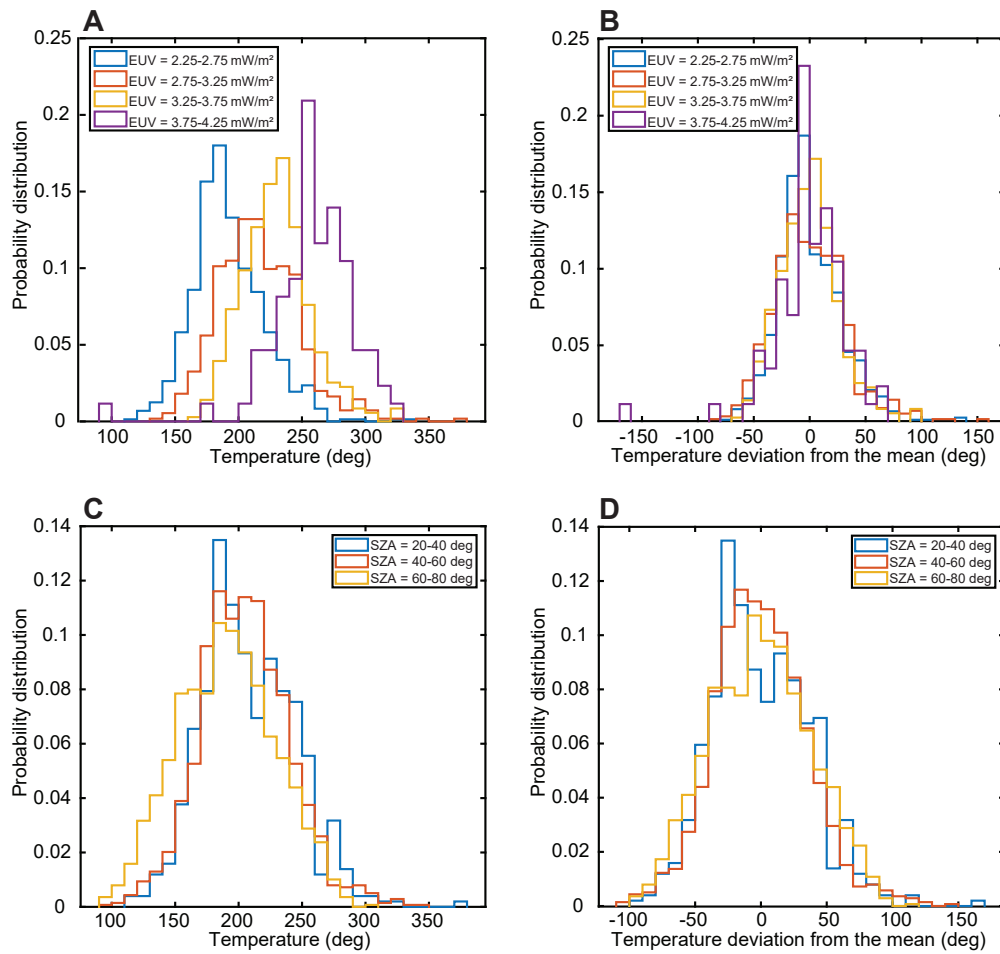 A
0.25
0.2
0.15
0.1
0.05
0
Probability distribution
EUV = 2.25-2.75 mW/m²
EUV = 2.75-3.25 mW/m²
EUV = 3.25-3.75 mW/m²
EUV = 3.75-4.25 mW/m²
100 150 200 250 300 350
Temperature (deg)
B
0.25
0.2
0.15
0.1
0.05
0
Probability distribution
EUV = 2.25-2.75 mW/m²
EUV = 2.75-3.25 mW/m²
EUV = 3.25-3.75 mW/m²
EUV = 3.75-4.25 mW/m²
-150 -100 -50 0 50 100 150
Temperature deviation from the mean (deg)
C
0.14
0.12
0.1
0.08
0.06
0.04
0.02
0
Probability distribution
SZA = 20-40 deg
SZA = 40-60 deg
SZA = 60-80 deg
100 150 200 250 300 350
Temperature (deg)
D
0.14
0.12
0.1
0.08
0.06
0.04
0.02
0
Probability distribution
SZA = 20-40 deg
SZA = 40-60 deg
SZA = 60-80 deg
-100 -50 0 50 100 150
Temperature deviation from the mean (deg)